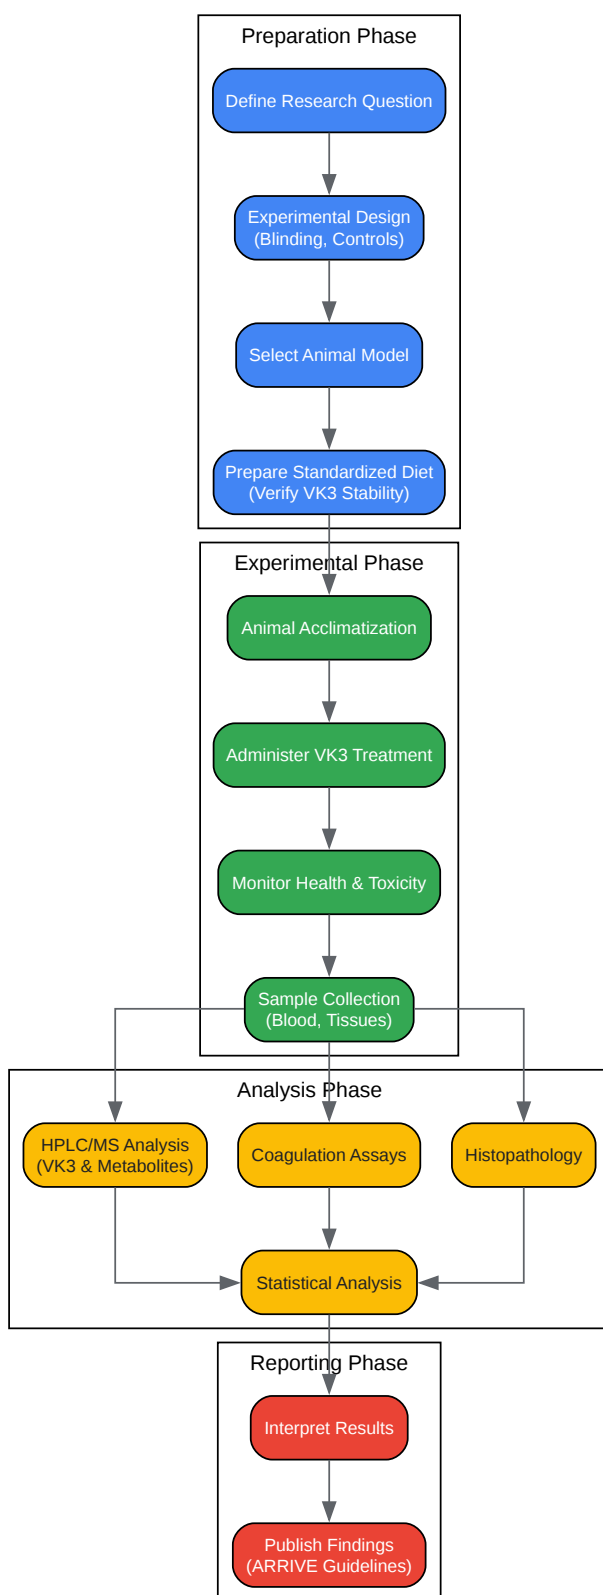 Preparation Phase
Define Research Question
Experimental Design
(Blinding, Controls)
Select Animal Model
Prepare Standardized Diet
(Verify VK3 Stability)
Experimental Phase
Animal Acclimatization
Administer VK3 Treatment
Monitor Health & Toxicity
Sample Collection
(Blood, Tissues)
Analysis Phase
HPLC/MS Analysis
(VK3 & Metabolites)
Coagulation Assays
Histopathology
Statistical Analysis
Reporting Phase
Interpret Results
Publish Findings
(ARRIVE Guidelines)